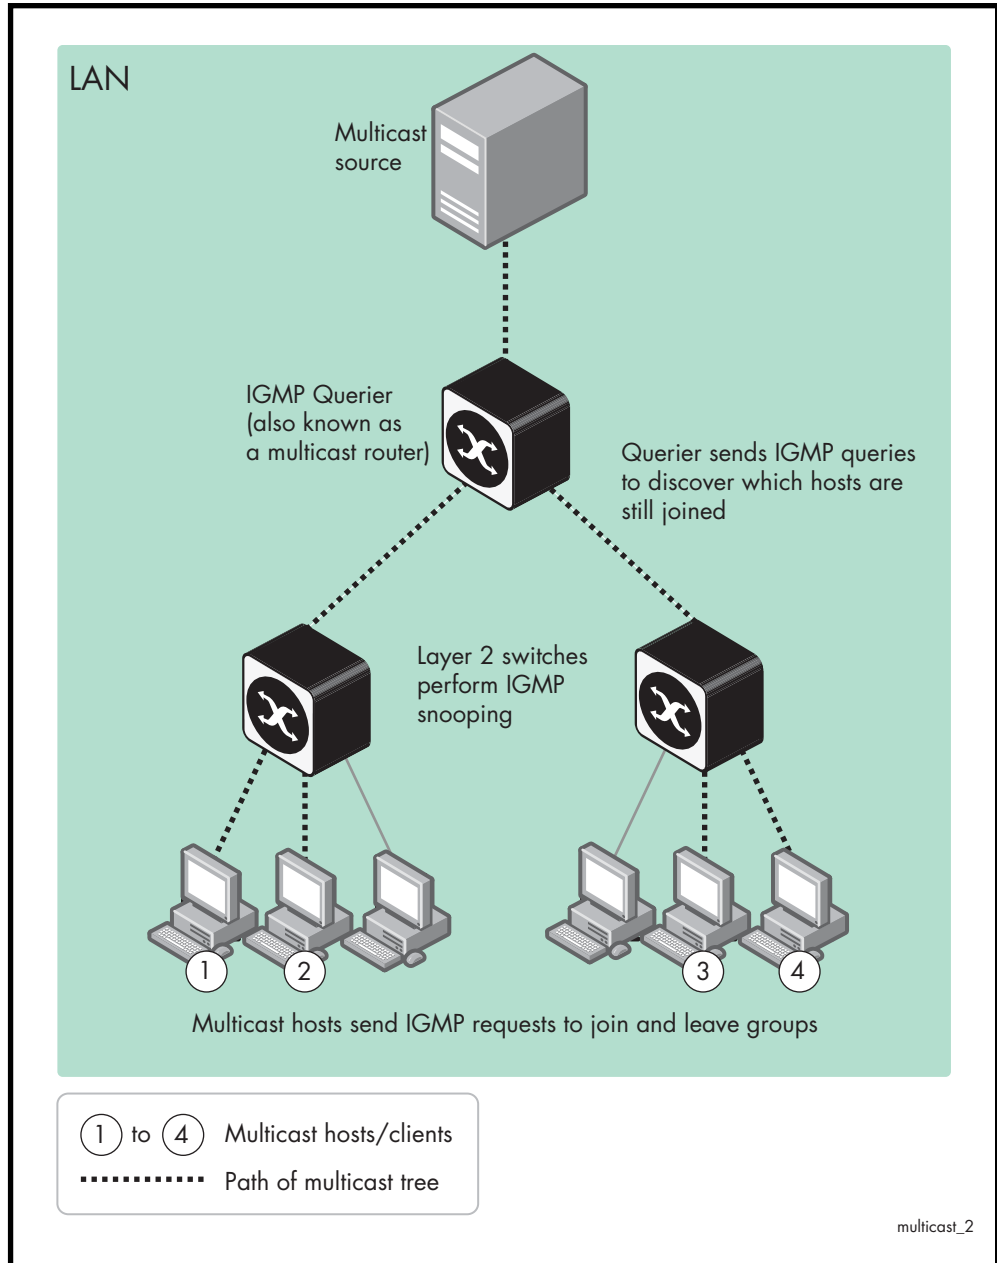 LAN
Multicast
source
IGMP Querier
(also known as
a multicast router)
Querier sends IGMP queries
to discover which hosts are
still joined
Layer 2 switches
perform IGMP
snooping
1
2
3
4
Multicast hosts send IGMP requests to join and leave groups
1 to 4 Multicast hosts/clients
Path of multicast tree
multicast_2